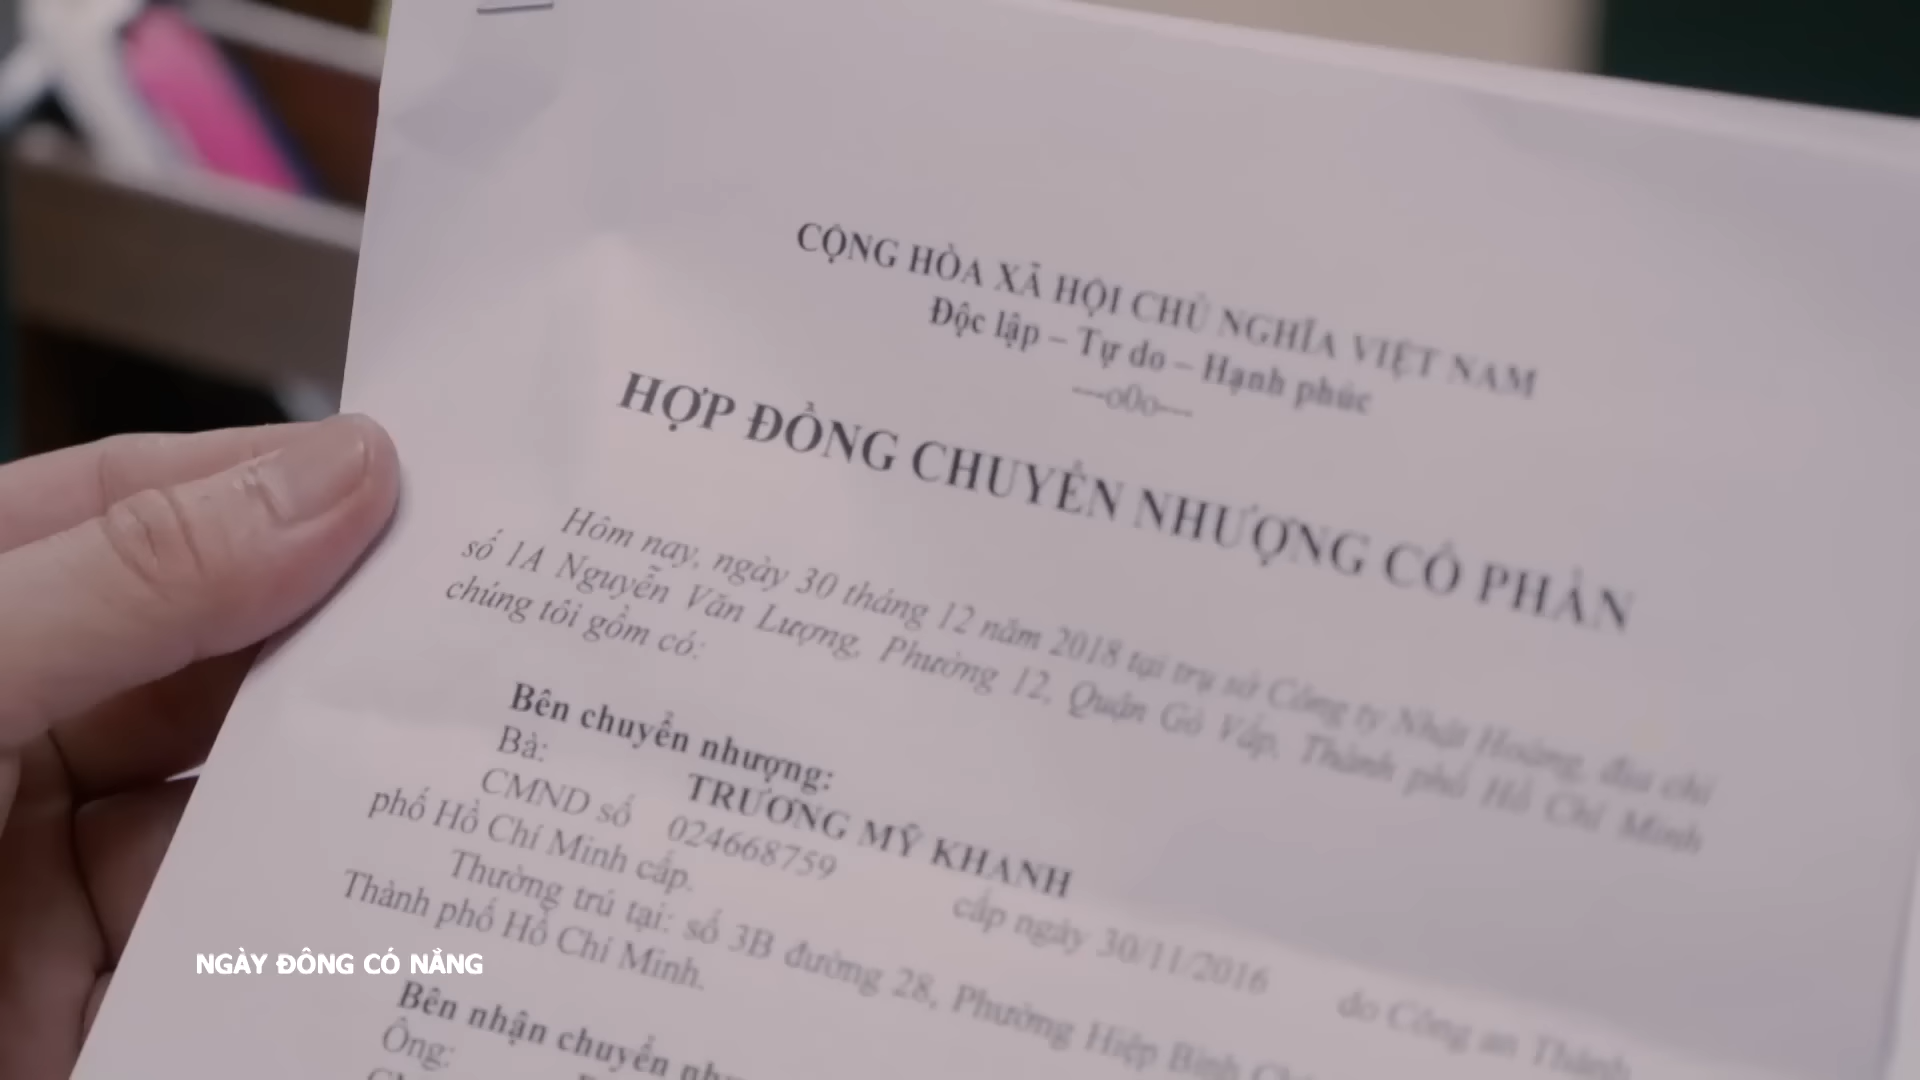 CỘNG HÒA XÃ HỘI CHỦ NGHĨA VIỆT NAM
Độc lập – Tự do – Hạnh phúc
---o0o---
HỢP ĐỒNG CHUYỂN NHƯỢNG CỔ PHẦN
Hôm nay, ngày 30 tháng 12 năm 2018 tại trụ sở Công ty Nhật Hoàng, địa chỉ
số 1A Nguyễn Văn Lượng, Phường 12, Quận Gò Vấp, Thành phố Hồ Chí Minh
chúng tôi gồm có:
Bên chuyển nhượng:
Bà: TRƯƠNG MỸ KHANH
CMND số 024668759 cấp ngày 30/11/2016 do Công an Thành
phố Hồ Chí Minh cấp.
Thường trú tại: số 3B đường 28, Phường Hiệp Bình
Thành phố Hồ Chí Minh.
Bên nhận chuyển
Ông:
NGÀY ĐÔNG CÓ NẮNG